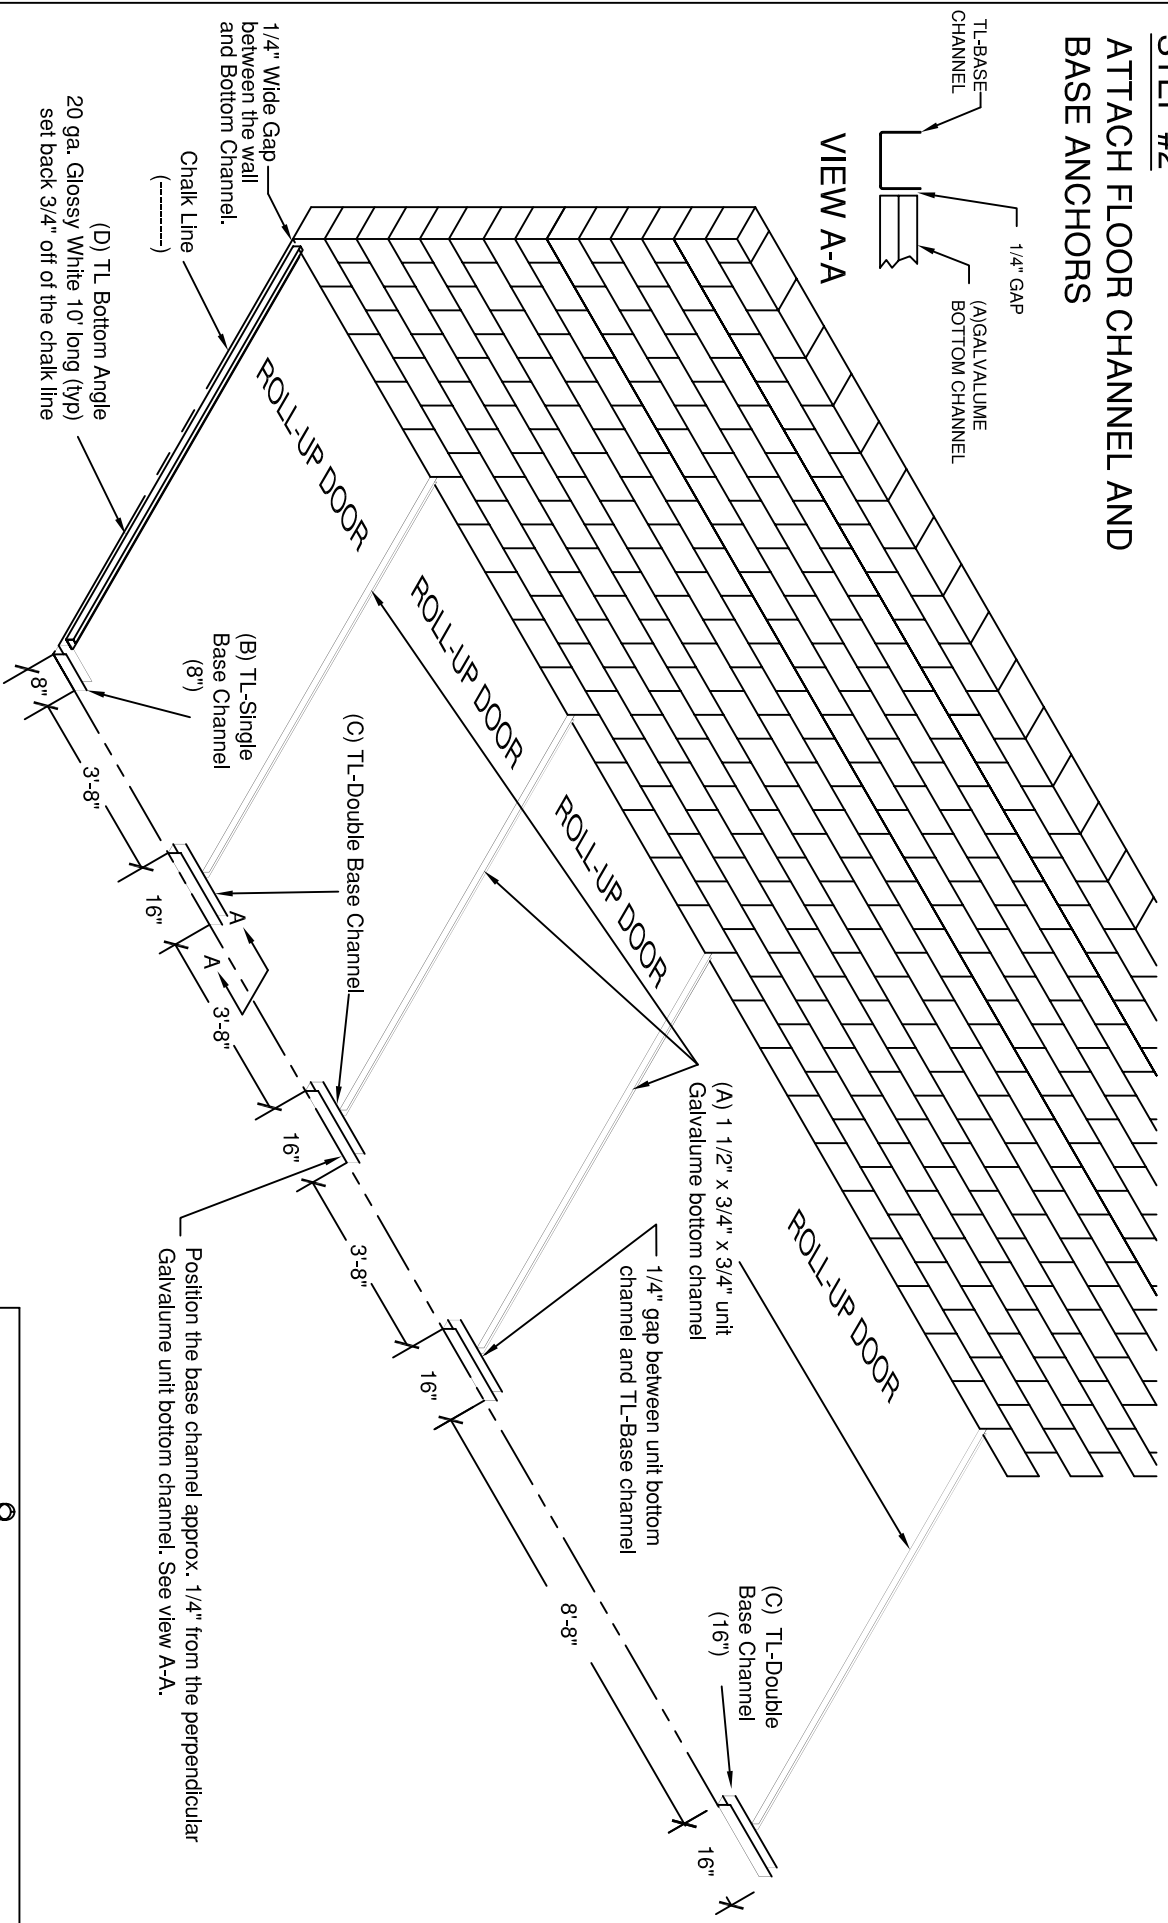 STEP #2
ATTACH FLOOR CHANNEL AND
BASE ANCHORS
TL-BASE
CHANNEL
1/4" GAP
(A)GALVALUME
BOTTOM CHANNEL
VIEW A-A
1/4" Wide Gap
between the wall
and Bottom Channel.
Chalk Line
(--------)
(D) TL Bottom Angle
20 ga. Glossy White 10' long (typ)
set back 3/4" off of the chalk line
ROLL-UP DOOR
ROLL-UP DOOR
ROLL-UP DOOR
ROLL-UP DOOR
(B) TL-Single
Base Channel
(8")
(C) TL-Double Base Channel
(A) 1 1/2" x 3/4" x 3/4" unit
Galvalume bottom channel
1/4" gap between unit bottom
channel and TL-Base channel
(C) TL-Double
Base Channel
(16")
8"
3'-8"
16"
A
A
3'-8"
16"
3'-8"
16"
8'-8"
16"
Position the base channel approx. 1/4" from the perpendicular
Galvalume unit bottom channel. See view A-A.
6